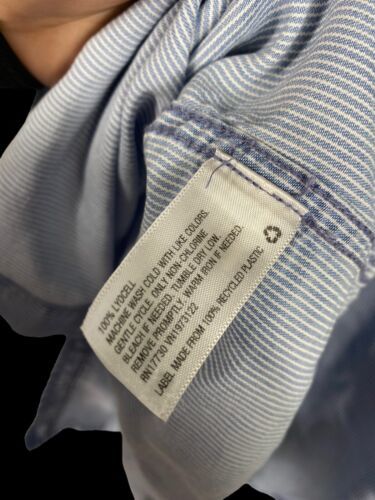 100% LYOCELL
MACHINE WASH COLD WITH LIKE COLORS.
GENTLE CYCLE. ONLY NON-CHLORINE
BLEACH IF NEEDED. TUMBLE DRY LOW.
REMOVE PROMPTLY. WARM IRON IF NEEDED.
RN17730 VN1973122
LABEL MADE FROM 100% RECYCLED PLASTIC